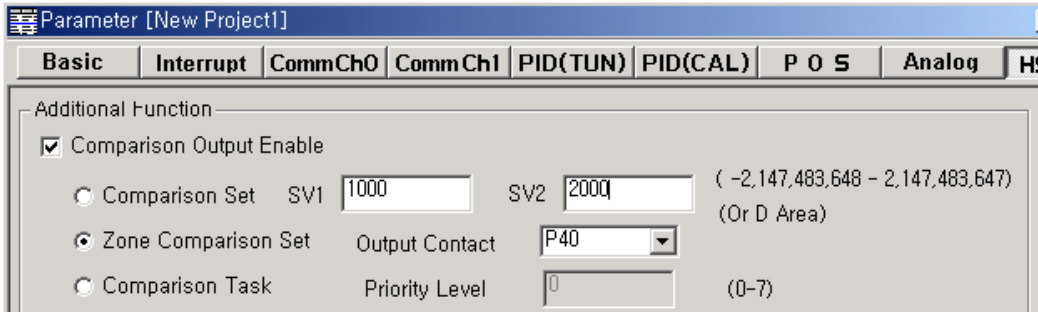 Parameter [New Project1]
Basic Interrupt CommCh0 CommCh1 PID(TUN) PID(CAL) P O S Analog
Additional Function
Comparison Output Enable
Comparison Set SV1 1000 SV2 2000 ( -2,147,483,648 - 2,147,483,647)
(Or D Area)
Zone Comparison Set Output Contact P40
Comparison Task Priority Level 0 (0-7)